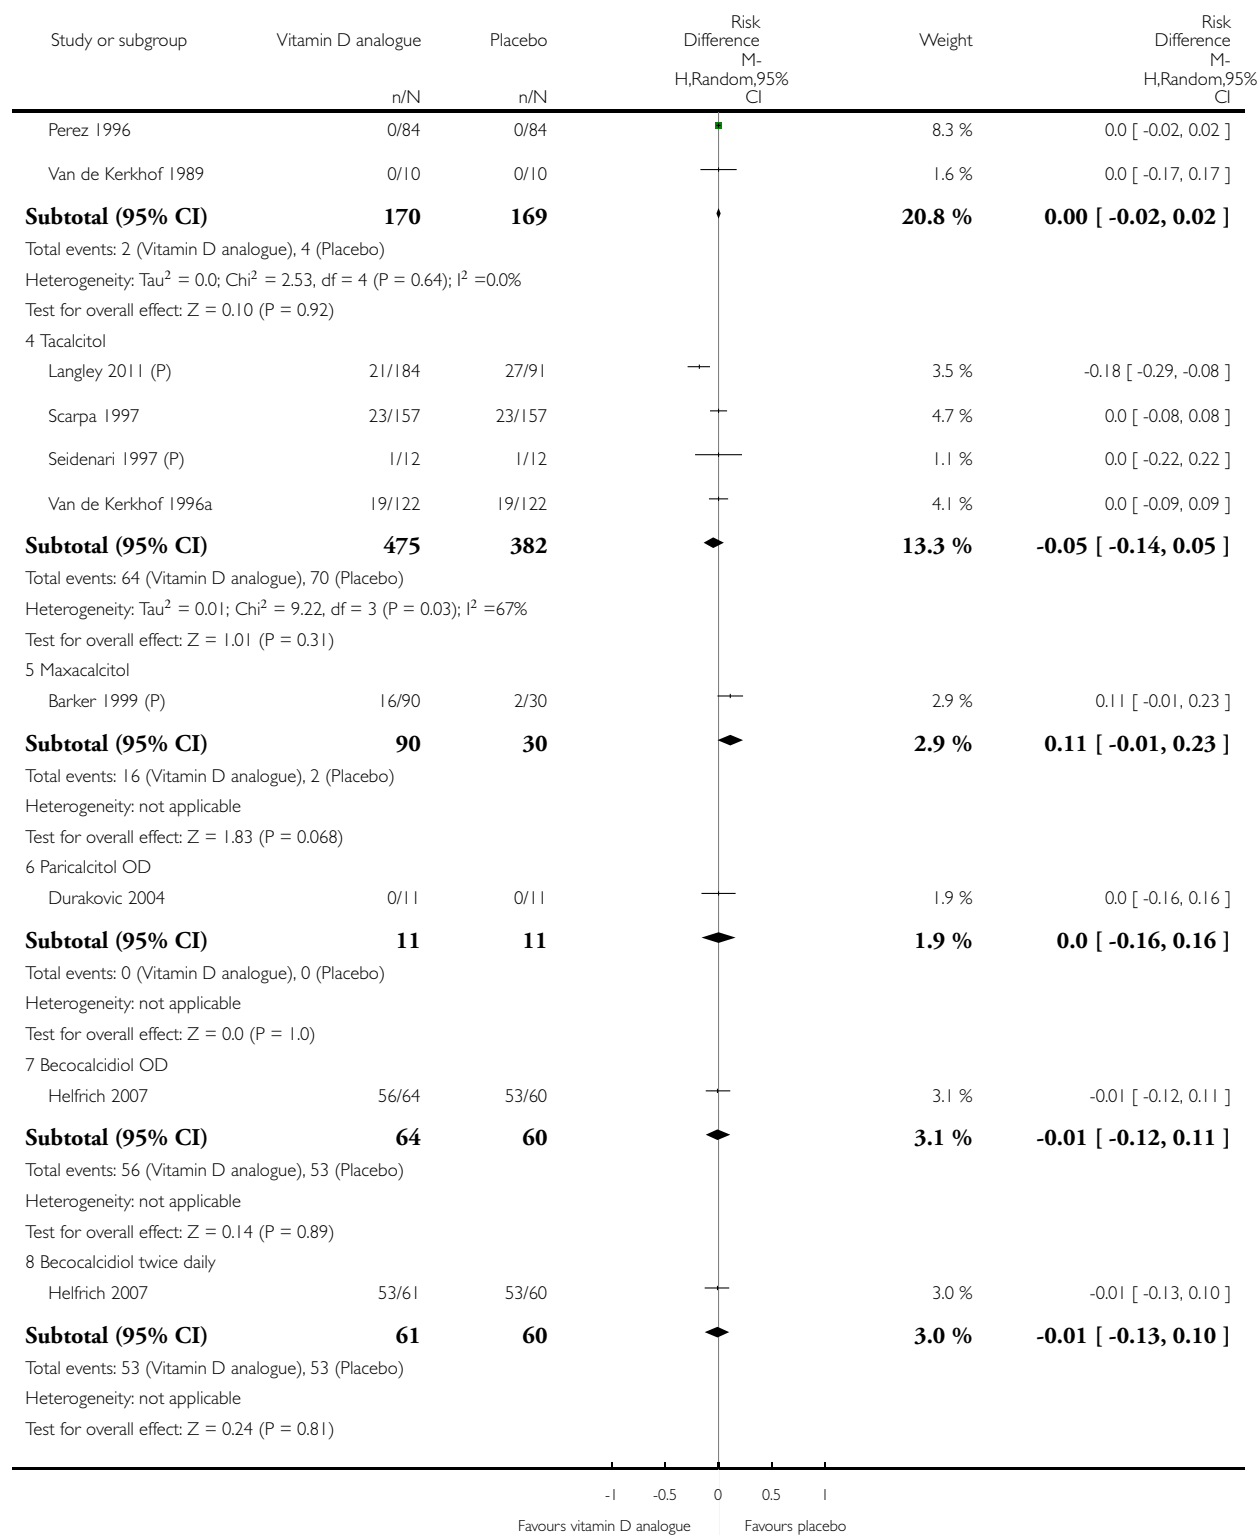 Study or subgroup Vitamin D analogue Placebo Risk Difference Weight Risk Difference
M-H,Random,95% CI M-H,Random,95% CI
n/N n/N
Perez 1996 0/84 0/84 8.3 % 0.0 [ -0.02, 0.02 ]
Van de Kerkhof 1989 0/10 0/10 1.6 % 0.0 [ -0.17, 0.17 ]
Subtotal (95% CI) 170 169 20.8 % 0.00 [ -0.02, 0.02 ]
Total events: 2 (Vitamin D analogue), 4 (Placebo)
Heterogeneity: Tau² = 0.0; Chi² = 2.53, df = 4 (P = 0.64); I² =0.0%
Test for overall effect: Z = 0.10 (P = 0.92)
4 Tacalcitol
Langley 2011 (P) 21/184 27/91 3.5 % -0.18 [ -0.29, -0.08 ]
Scarpa 1997 23/157 23/157 4.7 % 0.0 [ -0.08, 0.08 ]
Seidenari 1997 (P) 1/12 1/12 1.1 % 0.0 [ -0.22, 0.22 ]
Van de Kerkhof 1996a 19/122 19/122 4.1 % 0.0 [ -0.09, 0.09 ]
Subtotal (95% CI) 475 382 13.3 % -0.05 [ -0.14, 0.05 ]
Total events: 64 (Vitamin D analogue), 70 (Placebo)
Heterogeneity: Tau² = 0.01; Chi² = 9.22, df = 3 (P = 0.03); I² =67%
Test for overall effect: Z = 1.01 (P = 0.31)
5 Maxacalcitol
Barker 1999 (P) 16/90 2/30 2.9 % 0.11 [ -0.01, 0.23 ]
Subtotal (95% CI) 90 30 2.9 % 0.11 [ -0.01, 0.23 ]
Total events: 16 (Vitamin D analogue), 2 (Placebo)
Heterogeneity: not applicable
Test for overall effect: Z = 1.83 (P = 0.068)
6 Paricalcitol OD
Durakovic 2004 0/11 0/11 1.9 % 0.0 [ -0.16, 0.16 ]
Subtotal (95% CI) 11 11 1.9 % 0.0 [ -0.16, 0.16 ]
Total events: 0 (Vitamin D analogue), 0 (Placebo)
Heterogeneity: not applicable
Test for overall effect: Z = 0.0 (P = 1.0)
7 Becocalcidiol OD
Helfrich 2007 56/64 53/60 3.1 % -0.01 [ -0.12, 0.11 ]
Subtotal (95% CI) 64 60 3.1 % -0.01 [ -0.12, 0.11 ]
Total events: 56 (Vitamin D analogue), 53 (Placebo)
Heterogeneity: not applicable
Test for overall effect: Z = 0.14 (P = 0.89)
8 Becocalcidiol twice daily
Helfrich 2007 53/61 53/60 3.0 % -0.01 [ -0.13, 0.10 ]
Subtotal (95% CI) 61 60 3.0 % -0.01 [ -0.13, 0.10 ]
Total events: 53 (Vitamin D analogue), 53 (Placebo)
Heterogeneity: not applicable
Test for overall effect: Z = 0.24 (P = 0.81)
-1 -0.5 0 0.5 1
Favours vitamin D analogue Favours placebo